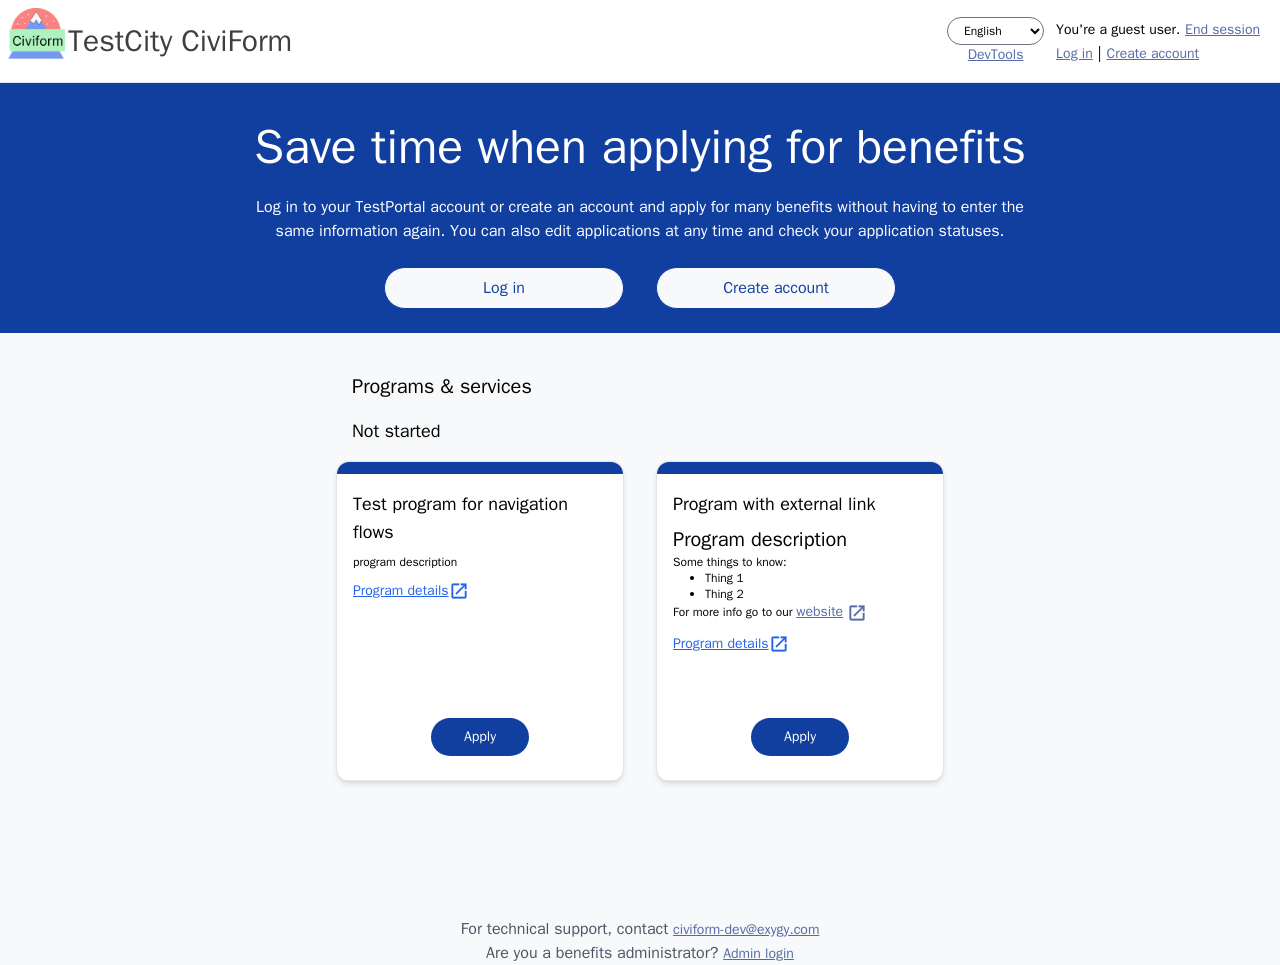 Civiform
TestCity CiviForm
English
DevTools
You're a guest user. End session
Log in | Create account
Save time when applying for benefits
Log in to your TestPortal account or create an account and apply for many benefits without having to enter the
same information again. You can also edit applications at any time and check your application statuses.
Log in
Create account
Programs & services
Not started
Test program for navigation
flows
program description
Program details
Apply
Program with external link
Program description
Some things to know:
• Thing 1
• Thing 2
For more info go to our website
Program details
Apply
For technical support, contact civiform-dev@exygy.com
Are you a benefits administrator? Admin login